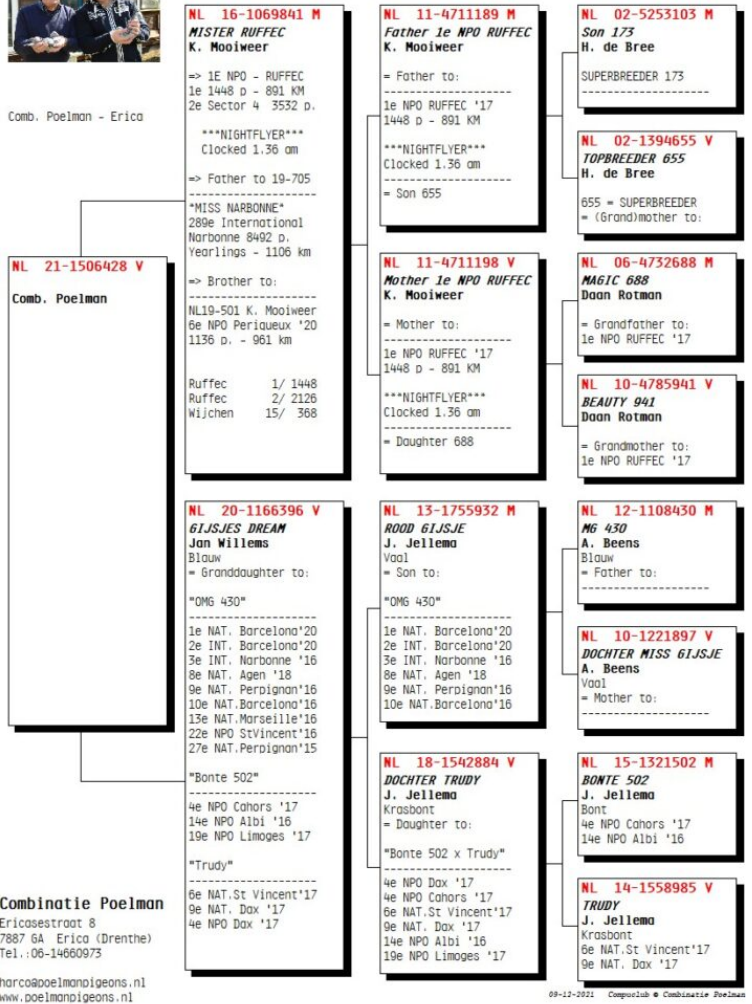 Comb. Poelman - Erica
NL 21-1506428 V
Comb. Poelman
NL 16-1069841 M
MISTER RUFFEC
K. Mooiweer
=> 1E NPO - RUFFEC
1e 1448 p - 891 KM
2e Sector 4 3532 p.
***NIGHTFLYER***
Clocked 1.36 am
=> Father to 19-705
--------------------
"MISS NARBONNE"
289e International
Narbonne 8492 p.
Yearlings - 1106 km
=> Brother to:
--------------------
NL19-501 K. Mooiweer
6e NPO Perigueux '20
1136 p. - 961 km
Ruffec 1/ 1448
Ruffec 2/ 2126
Wijchen 15/ 368
NL 20-1166396 V
GIJSJES DREAM
Jan Willems
Blauw
= Granddaughter to:
"OMG 430"
--------------------
1e NAT. Barcelona'20
2e INT. Barcelona'20
3e INT. Narbonne '16
8e NAT. Agen '18
9e NAT. Perpignan'16
10e NAT.Barcelona'16
13e NAT.Marseille'16
22e NPO StVincent'16
27e NAT.Perpignan'15
"Bonte 502"
--------------------
4e NPO Cahors '17
14e NPO Albi '16
19e NPO Limoges '17
"Trudy"
--------------------
6e NAT.St Vincent'17
9e NAT. Dax '17
4e NPO Dax '17
NL 11-4711189 M
Father 1e NPO RUFFEC
K. Mooiweer
= Father to:
--------------------
1e NPO RUFFEC '17
1448 p - 891 KM
***NIGHTFLYER***
Clocked 1.36 am
--------------------
= Son 655
NL 11-4711198 V
Mother 1e NPO RUFFEC
K. Mooiweer
= Mother to:
--------------------
1e NPO RUFFEC '17
1448 p - 891 KM
***NIGHTFLYER***
Clocked 1.36 am
--------------------
= Daughter 688
NL 13-1755932 M
ROOD GIJSJE
J. Jellema
Vaal
= Son to:
"OMG 430"
--------------------
1e NAT. Barcelona'20
2e INT. Barcelona'20
3e INT. Narbonne '16
8e NAT. Agen '18
9e NAT. Perpignan'16
10e NAT.Barcelona'16
NL 18-1542884 V
DOCHTER TRUDY
J. Jellema
Krasbont
= Daughter to:
"Bonte 502 x Trudy"
--------------------
4e NPO Dax '17
4e NPO Cahors '17
6e NAT.St Vincent'17
9e NAT. Dax '17
14e NPO Albi '16
19e NPO Limoges '17
NL 02-5253103 M
Son 173
H. de Bree
SUPERBREEDER 173
--------------------
NL 02-1394655 V
TOPBREEDER 655
H. de Bree
655 = SUPERBREEDER
= (Grand)mother to:
NL 06-4732688 M
MAGIC 688
Daan Rotman
= Grandfather to:
1e NPO RUFFEC '17
NL 10-4785941 V
BEAUTY 941
Daan Rotman
= Grandmother to:
1e NPO RUFFEC '17
NL 12-1108430 M
MG 430
A. Beens
Blauw
= Father to:
--------------------
NL 10-1221897 V
DOCHTER MISS GIJSJE
A. Beens
Vaal
= Mother to:
--------------------
NL 15-1321502 M
BONTE 502
J. Jellema
Bont
4e NPO Cahors '17
14e NPO Albi '16
NL 14-1558985 V
TRUDY
J. Jellema
Krasbont
6e NAT.St Vincent'17
9e NAT. Dax '17
Combinatie Poelman
Ericasestraat 8
7887 GA Erica (Drenthe)
Tel.:06-14660973
harco@poelmanpigeons.nl
www.poelmanpigeons.nl
09-12-2021 Compuclub © Combinatie Poelman